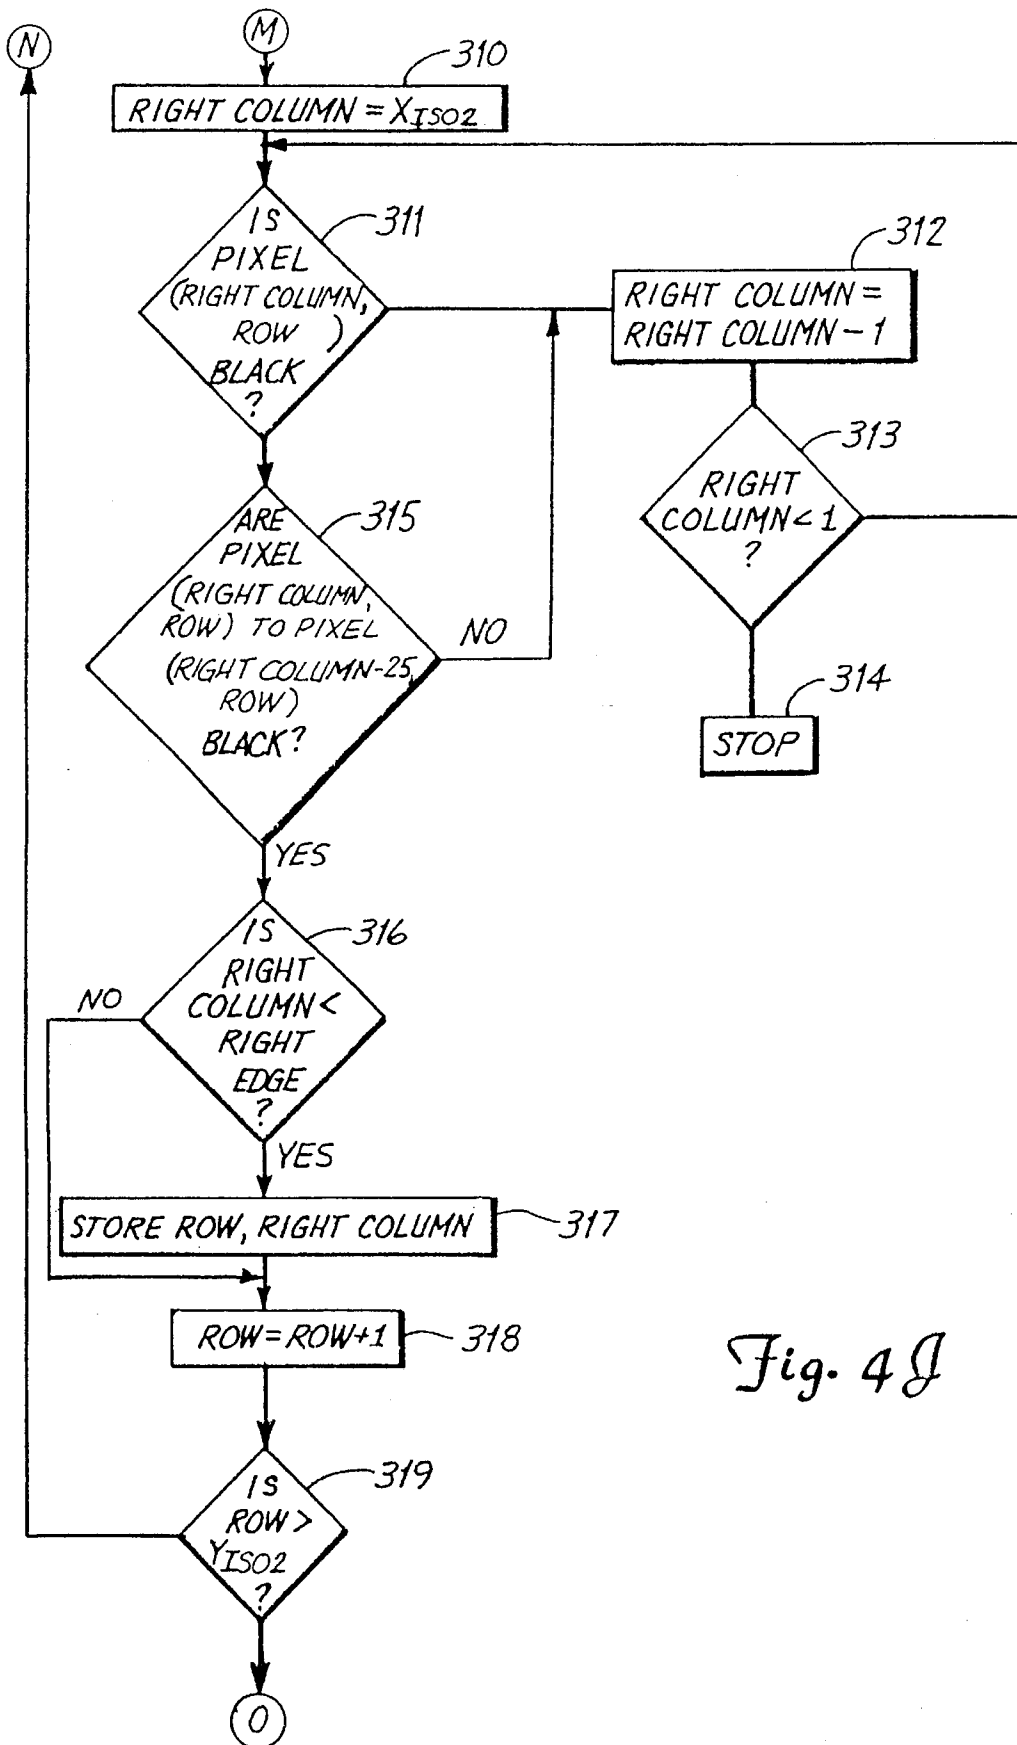 N
M
310
RIGHT COLUMN = XISO2
IS
PIXEL
(RIGHT COLUMN,
ROW )
BLACK
?
311
312
RIGHT COLUMN =
RIGHT COLUMN - 1
313
RIGHT
COLUMN < 1
?
314
STOP
ARE
PIXEL
(RIGHT COLUMN,
ROW) TO PIXEL
(RIGHT COLUMN-25,
ROW)
BLACK?
315
NO
YES
IS
RIGHT
COLUMN <
RIGHT
EDGE
?
316
NO
YES
STORE ROW, RIGHT COLUMN
317
ROW = ROW+1
318
IS
ROW >
YISO2
?
319
O
Fig. 4J